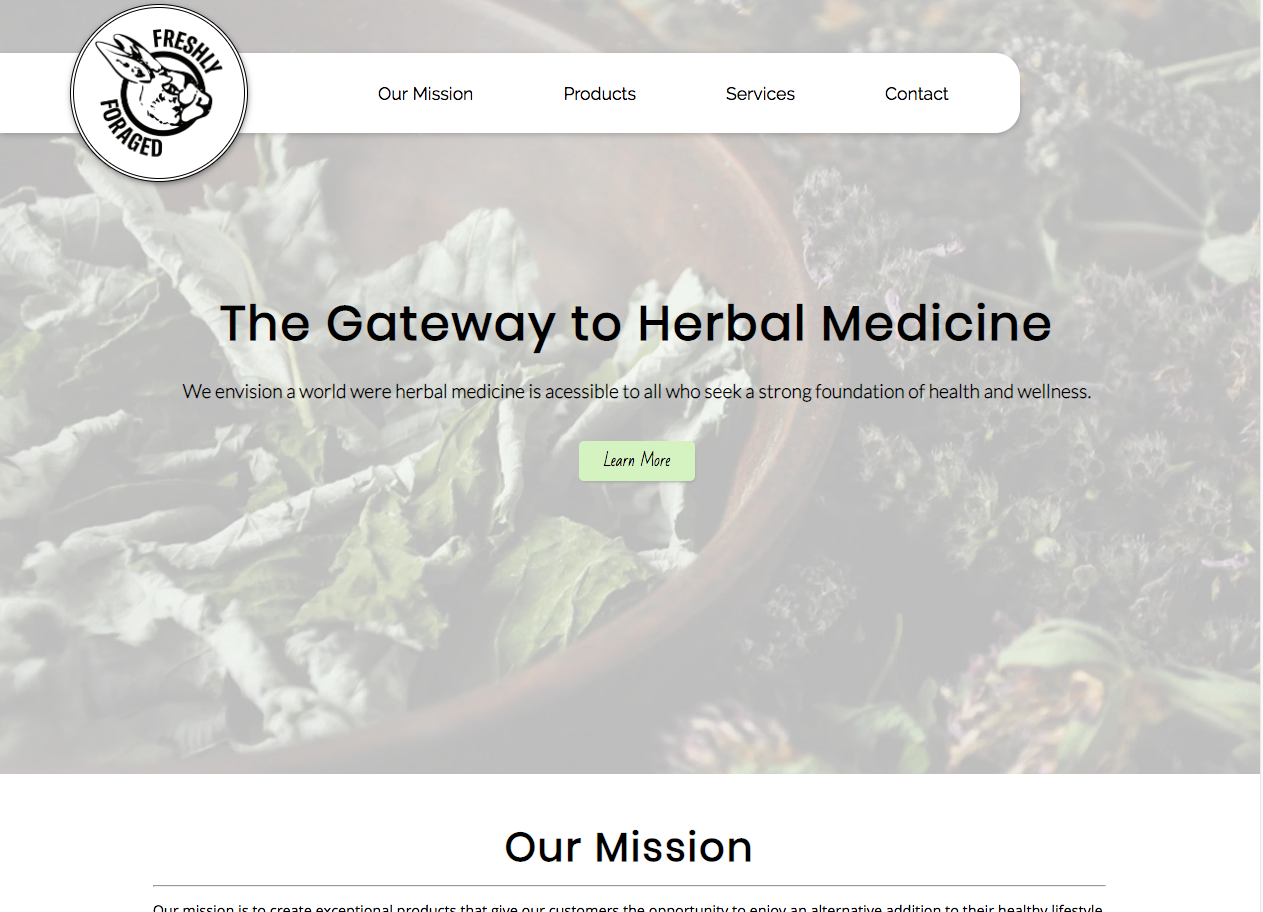 FRESHLY
FORAGED
Our Mission Products Services Contact
The Gateway to Herbal Medicine
We envision a world were herbal medicine is acessible to all who seek a strong foundation of health and wellness.
Learn More
Our Mission
Our mission is to create exceptional products that give our customers the opportunity to enjoy an alternative addition to their healthy lifestyle